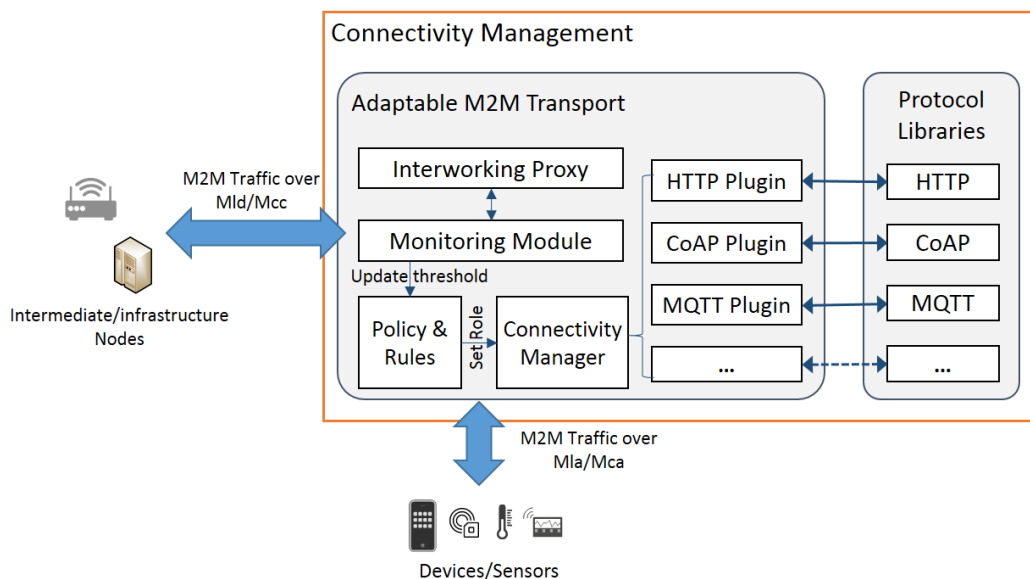 Connectivity Management
Adaptable M2M Transport
Protocol
Libraries
Interworking Proxy
HTTP Plugin
HTTP
M2M Traffic over
Mld/Mcc
Monitoring Module
CoAP Plugin
CoAP
Update threshold
Intermediate/infrastructure
Nodes
Policy &
Rules
Set Role
Connectivity
Manager
MQTT Plugin
MQTT
...
...
M2M Traffic over
Mla/Mca
Devices/Sensors